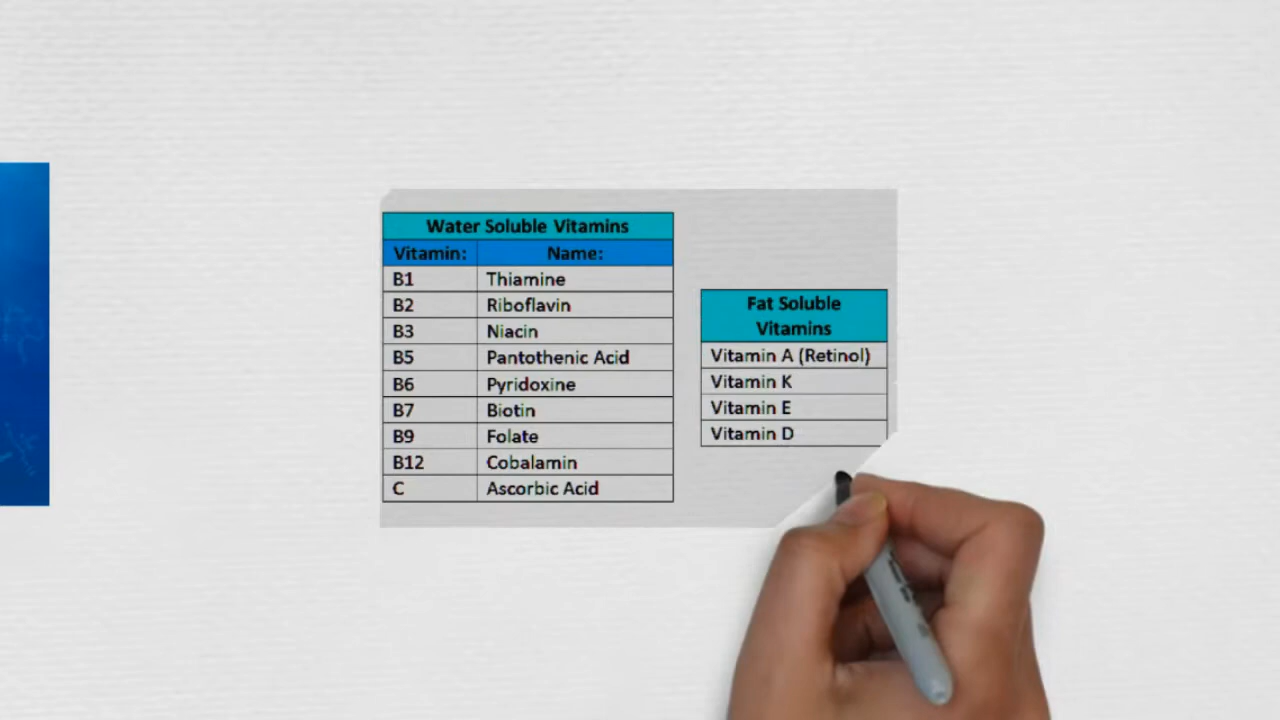 Water Soluble Vitamins
Vitamin: Name:
B1 Thiamine
B2 Riboflavin
B3 Niacin
B5 Pantothenic Acid
B6 Pyridoxine
B7 Biotin
B9 Folate
B12 Cobalamin
C Ascorbic Acid
Fat Soluble
Vitamins
Vitamin A (Retinol)
Vitamin K
Vitamin E
Vitamin D